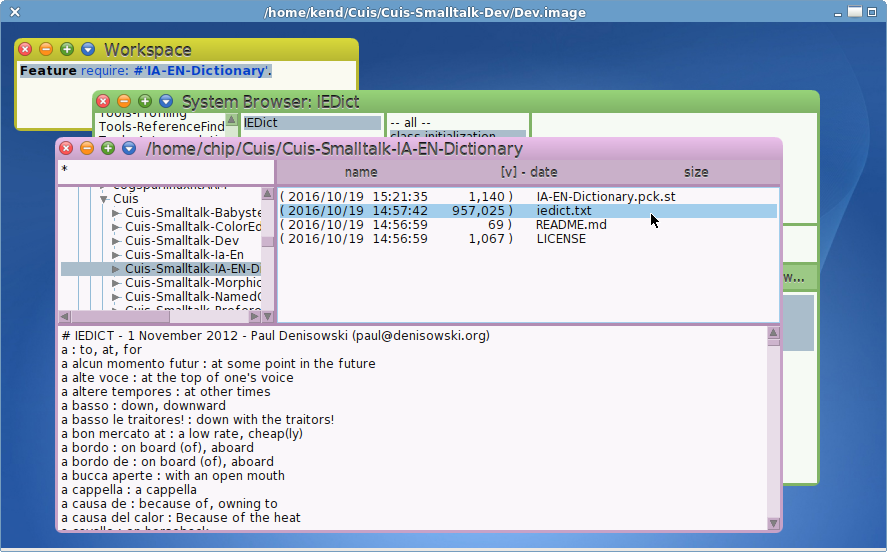 /home/kend/Cuis/Cuis-Smalltalk-Dev/Dev.image
Workspace
Feature require: #'IA-EN-Dictionary'.
System Browser: IEDict
Tools-Profiling
Tools-ReferenceFind
IEDict
-- all --
class initialization
w...
/home/chip/Cuis/Cuis-Smalltalk-IA-EN-Dictionary
*
name [v] - date size
Cuis
Cuis-Smalltalk-Babyste
Cuis-Smalltalk-ColorEd
Cuis-Smalltalk-Dev
Cuis-Smalltalk-Ia-En
Cuis-Smalltalk-IA-EN-D
Cuis-Smalltalk-Morphic
Cuis-Smalltalk-Named
( 2016/10/19 15:21:35 1,140 ) IA-EN-Dictionary.pck.st
( 2016/10/19 14:57:42 957,025 ) iedict.txt
( 2016/10/19 14:56:59 69 ) README.md
( 2016/10/19 14:56:59 1,067 ) LICENSE
# IEDICT - 1 November 2012 - Paul Denisowski (paul@denisowski.org)
a : to, at, for
a alcun momento futur : at some point in the future
a alte voce : at the top of one's voice
a altere tempores : at other times
a basso : down, downward
a basso le traitores! : down with the traitors!
a bon mercato at : a low rate, cheap(ly)
a bordo : on board (of), aboard
a bordo de : on board (of), aboard
a bucca aperte : with an open mouth
a cappella : a cappella
a causa de : because of, owing to
a causa del calor : Because of the heat